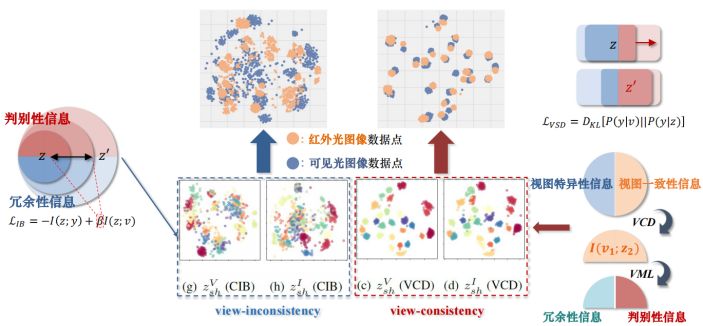 判别性信息
z
z′
冗余性信息
ℒ_IB = −I(z; y) + βI(z; v)
: 红外光图像数据点
: 可见光图像数据点
(g) z^V_sh (CIB)
(h) z^I_sh (CIB)
(c) z^V_sh (VCD)
(d) z^I_sh (VCD)
view-inconsistency
view-consistency
z
z′
ℒ_VSD = D_KL[P(y|v)||P(y|z)]
视图特异性信息
视图一致性信息
VCD
I(v₁; z₂)
VML
冗余性信息
判别性信息